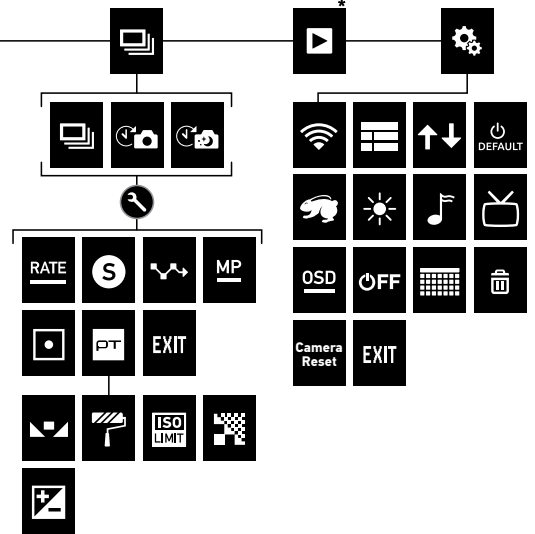 *
DEFAULT
RATE
S
MP
OSD
OFF
PT
EXIT
Camera
Reset
EXIT
ISO
LIMIT